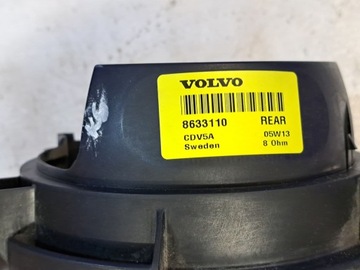 VOLVO
8633110 REAR
CDV5A 05W13
Sweden 8 Ohm